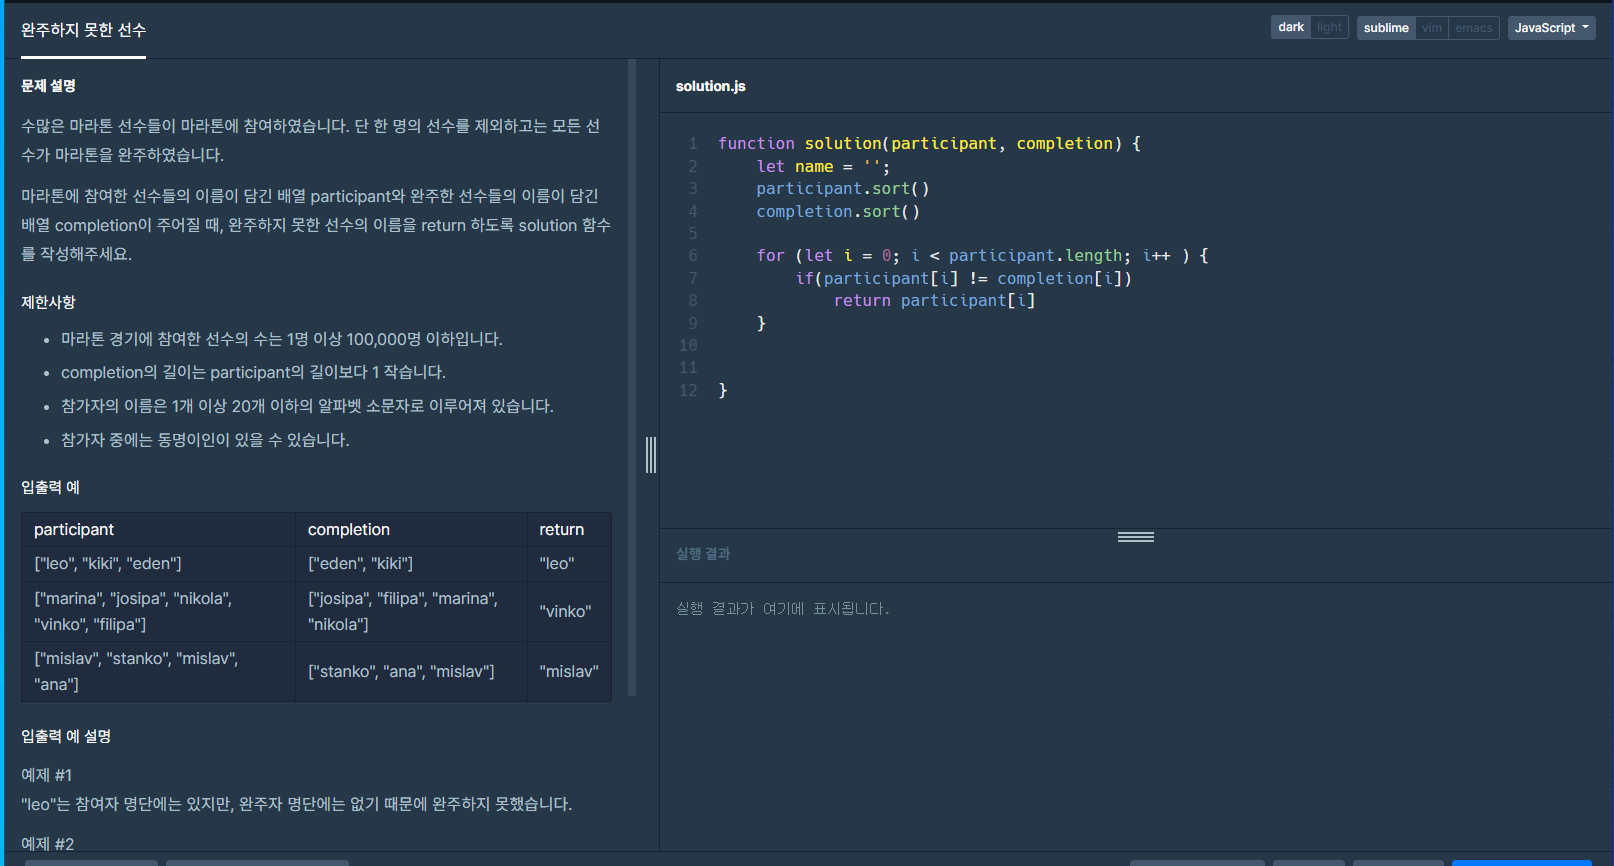 완주하지 못한 선수
dark light sublime vim emacs JavaScript
문제 설명
수많은 마라톤 선수들이 마라톤에 참여하였습니다. 단 한 명의 선수를 제외하고는 모든 선
수가 마라톤을 완주하였습니다.
마라톤에 참여한 선수들의 이름이 담긴 배열 participant와 완주한 선수들의 이름이 담긴
배열 completion이 주어질 때, 완주하지 못한 선수의 이름을 return 하도록 solution 함수
를 작성해주세요.
제한사항
• 마라톤 경기에 참여한 선수의 수는 1명 이상 100,000명 이하입니다.
• completion의 길이는 participant의 길이보다 1 작습니다.
• 참가자의 이름은 1개 이상 20개 이하의 알파벳 소문자로 이루어져 있습니다.
• 참가자 중에는 동명이인이 있을 수 있습니다.
입출력 예
participant completion return
["leo", "kiki", "eden"] ["eden", "kiki"] "leo"
["marina", "josipa", "nikola", "vinko", "filipa"] ["josipa", "filipa", "marina", "nikola"] "vinko"
["mislav", "stanko", "mislav", "ana"] ["stanko", "ana", "mislav"] "mislav"
입출력 예 설명
예제 #1
"leo"는 참여자 명단에는 있지만, 완주자 명단에는 없기 때문에 완주하지 못했습니다.
예제 #2
solution.js
1 function solution(participant, completion) {
2     let name = '';
3     participant.sort()
4     completion.sort()
5
6     for (let i = 0; i < participant.length; i++ ) {
7         if(participant[i] != completion[i])
8             return participant[i]
9     }
10
11
12 }
실행 결과
실행 결과가 여기에 표시됩니다.